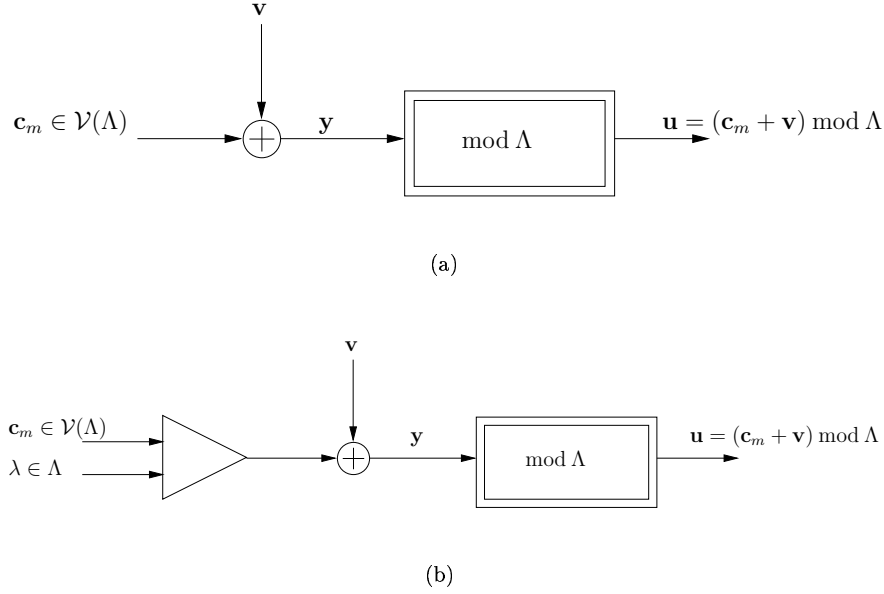 v
c_m ∈ 𝒱(Λ)
y
mod Λ
u = (c_m + v) mod Λ
(a)
v
c_m ∈ 𝒱(Λ)
λ ∈ Λ
y
mod Λ
u = (c_m + v) mod Λ
(b)